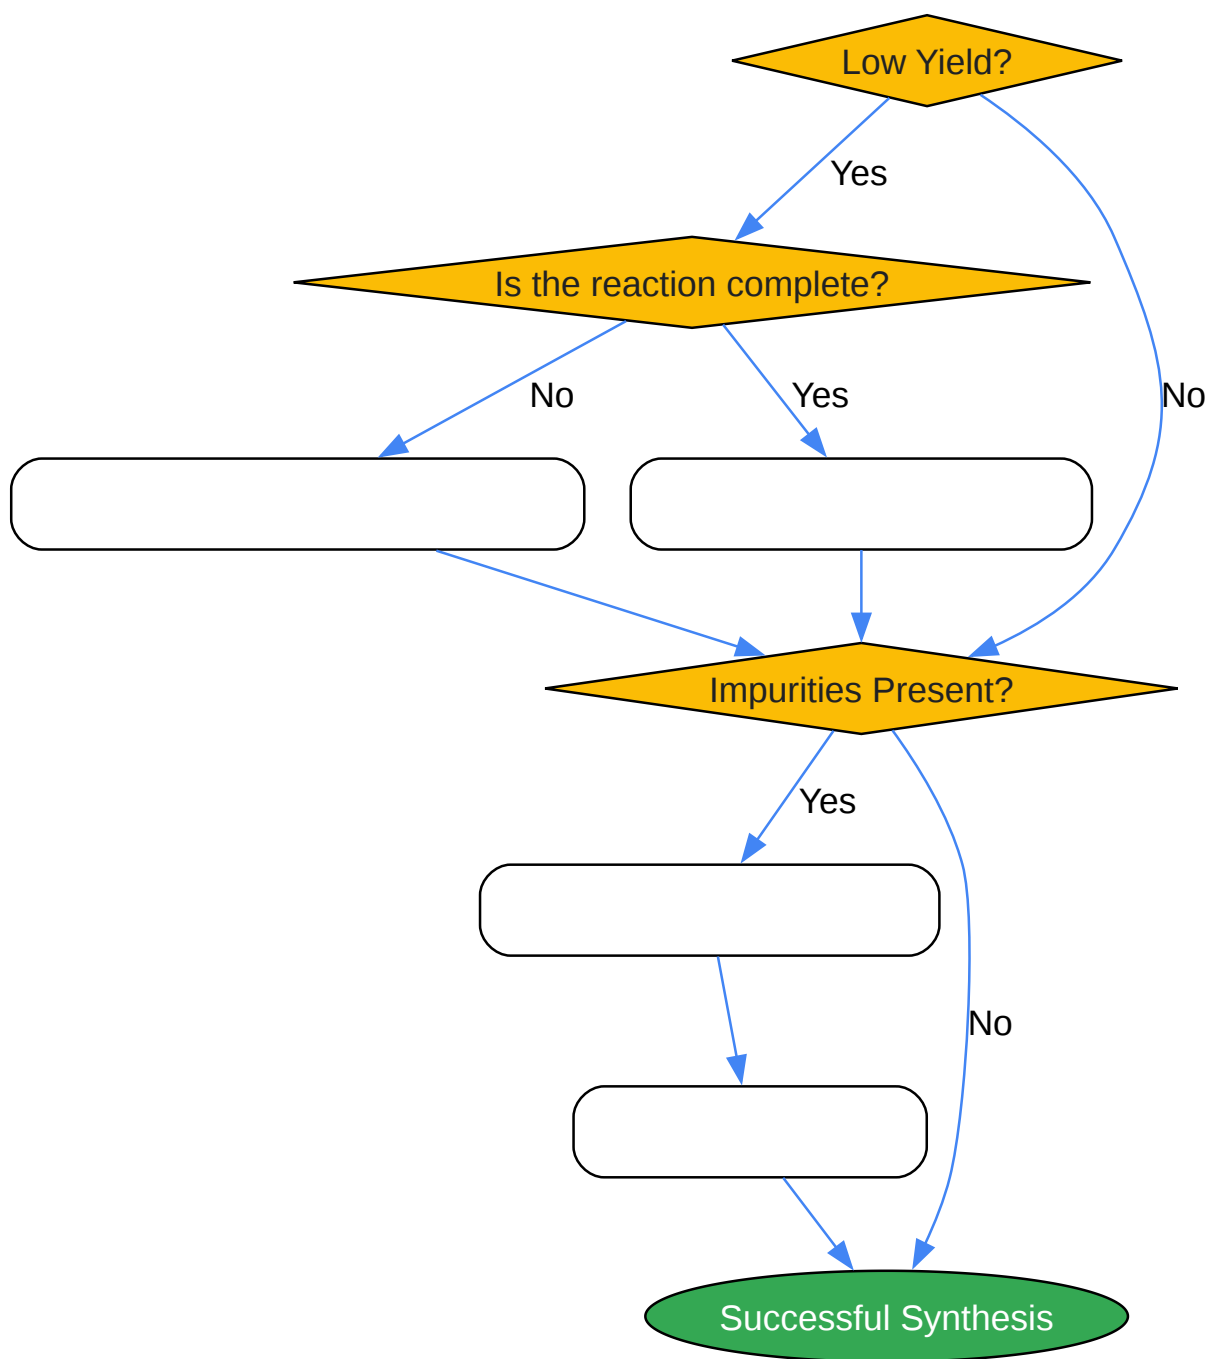 Low Yield?
Yes
Is the reaction complete?
No
Yes
No
Impurities Present?
Yes
No
Successful Synthesis